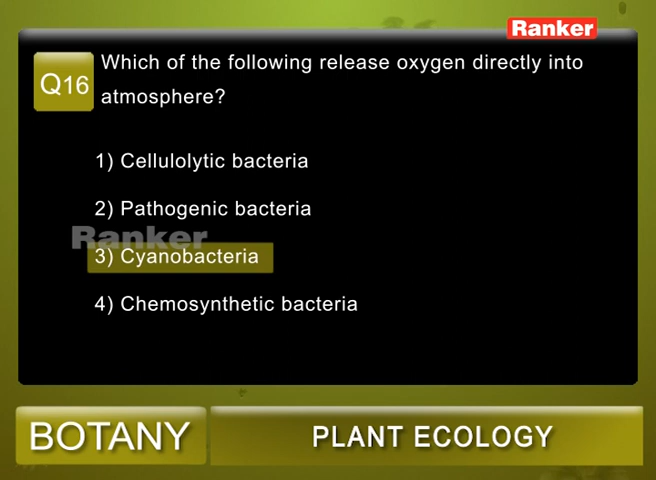 Ranker
Q16
Which of the following release oxygen directly into
atmosphere?
1) Cellulolytic bacteria
2) Pathogenic bacteria
Ranker
3) Cyanobacteria
4) Chemosynthetic bacteria
BOTANY
PLANT ECOLOGY